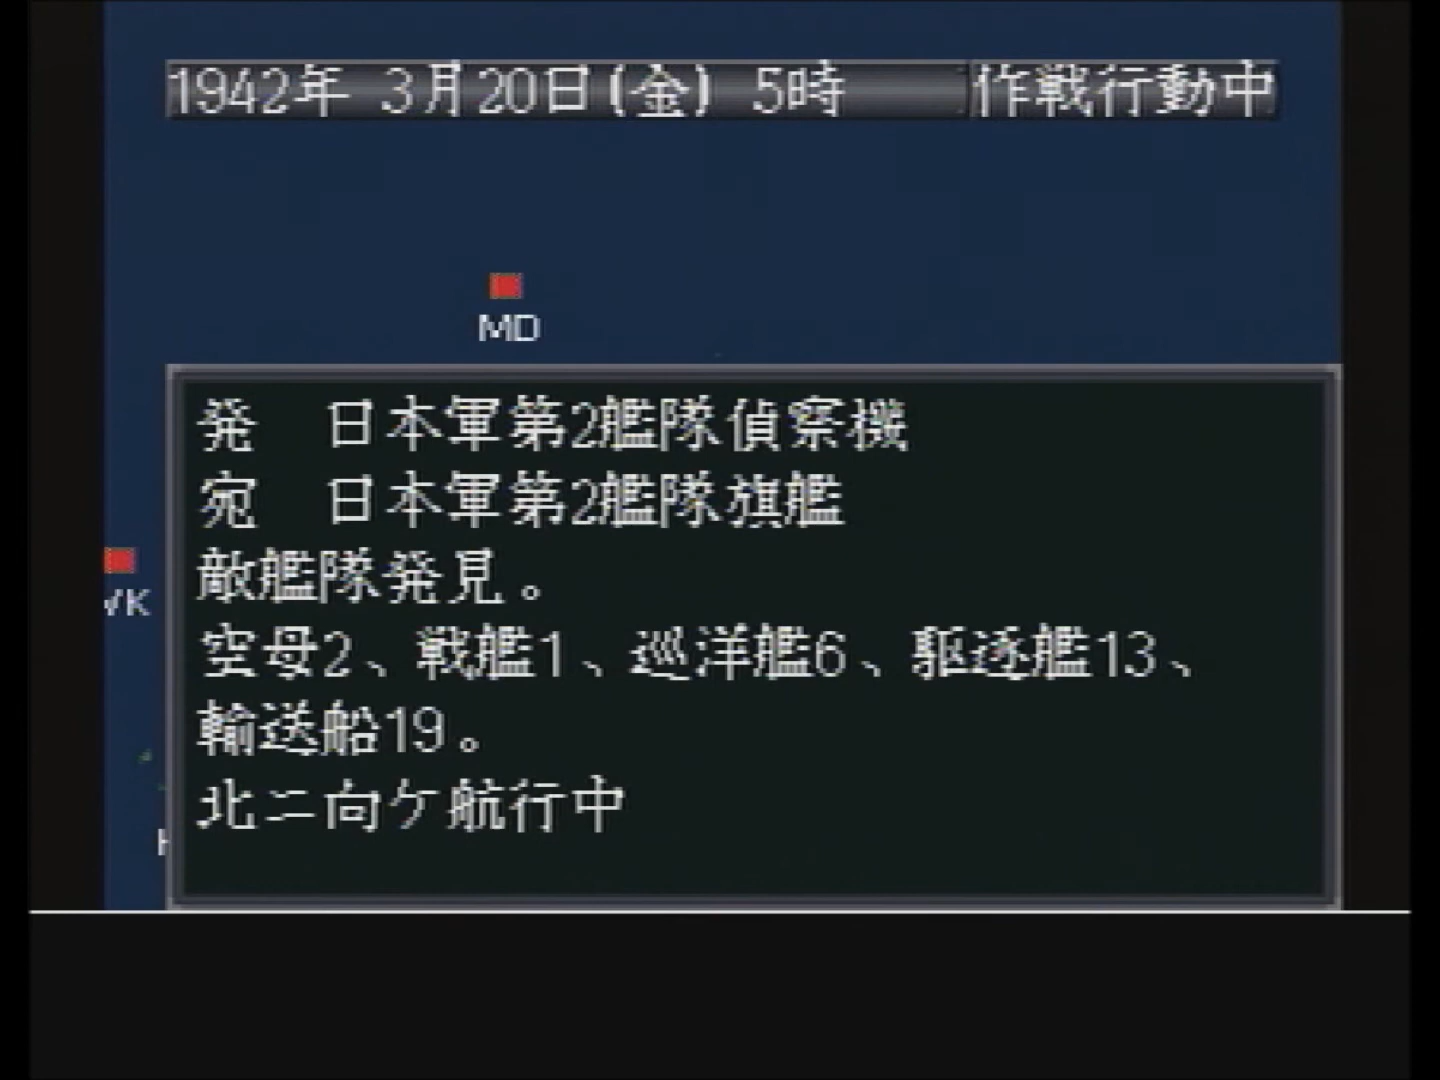 1942年 3月20日(金) 5時 作戦行動中
MD
発 日本軍第2艦隊偵察機
宛 日本軍第2艦隊旗艦
敵艦隊発見。
WK
空母2、戦艦1、巡洋艦6、駆逐艦13、
輸送船19。
北ニ向ケ航行中